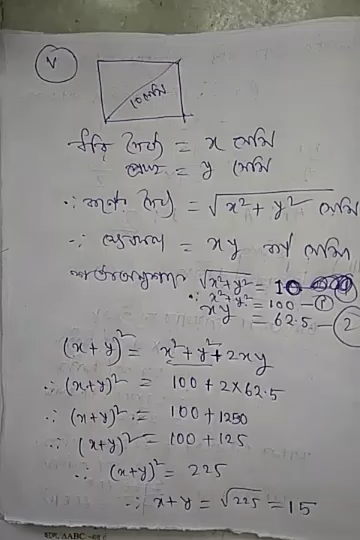 V
10 সেমি
ধরি দৈর্ঘ্য = x সেমি
প্রস্থ = y সেমি
∴ কর্ণের দৈর্ঘ্য = √x² + y² সেমি
∴ ক্ষেত্রফল = xy বর্গ সেমি
শর্তানুসারে √x²+y² = 10
∴ x²+y² = 100 — ①
xy = 62.5 — ②
(x+y)² = x² + y² + 2xy
∴ (x+y)² = 100 + 2×62.5
∴ (x+y)² = 100 + 1250
∴ (x+y)² = 100 + 125
∴ (x+y)² = 225
∴ x+y = √225 = 15